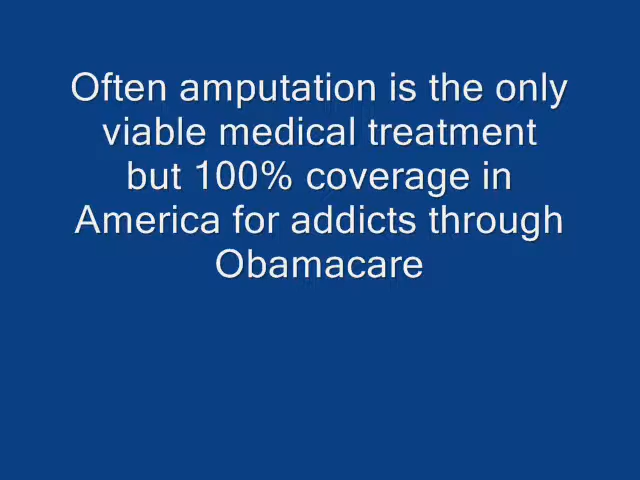 Often amputation is the only
viable medical treatment
but 100% coverage in
America for addicts through
Obamacare